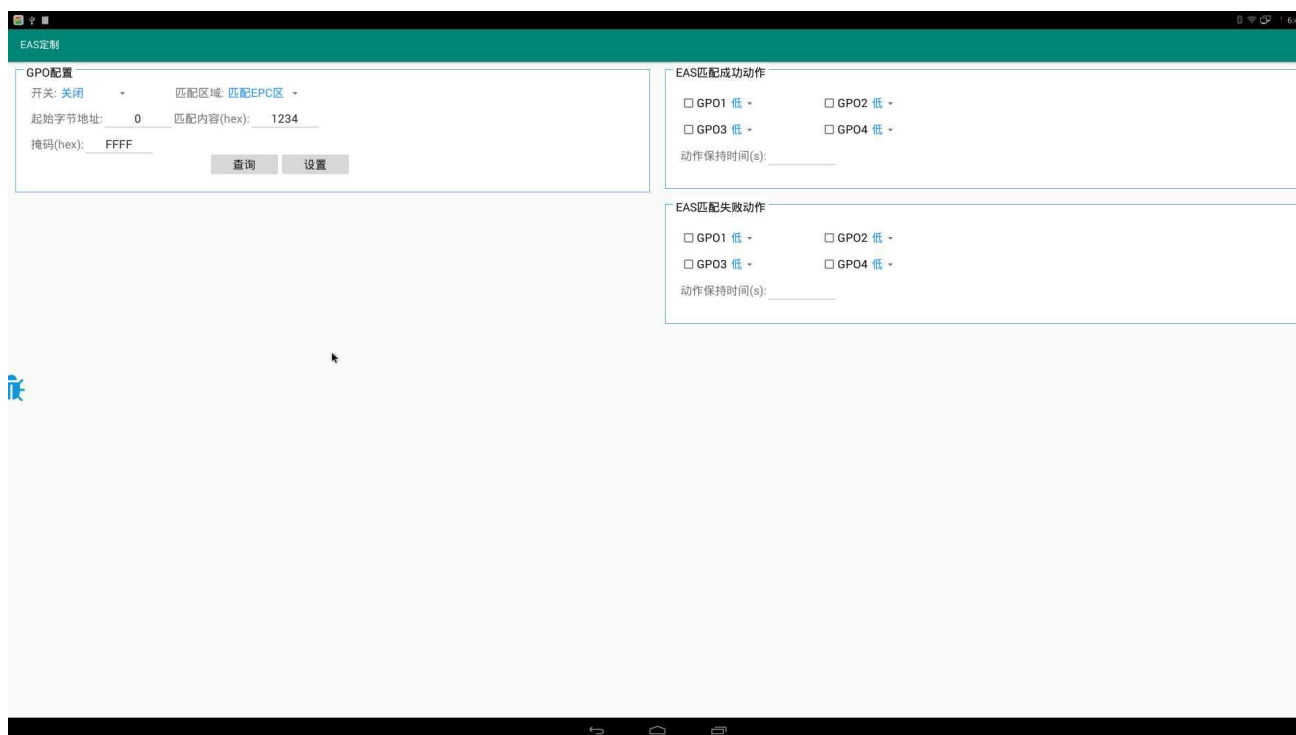 EAS定制
GPO配置
开关: 关闭
匹配区域: 匹配EPC区
起始字节地址: 0
匹配内容(hex): 1234
掩码(hex): FFFF
查询
设置
EAS匹配成功动作
GPO1 低
GPO2 低
GPO3 低
GPO4 低
动作保持时间(s):
EAS匹配失败动作
GPO1 低
GPO2 低
GPO3 低
GPO4 低
动作保持时间(s):